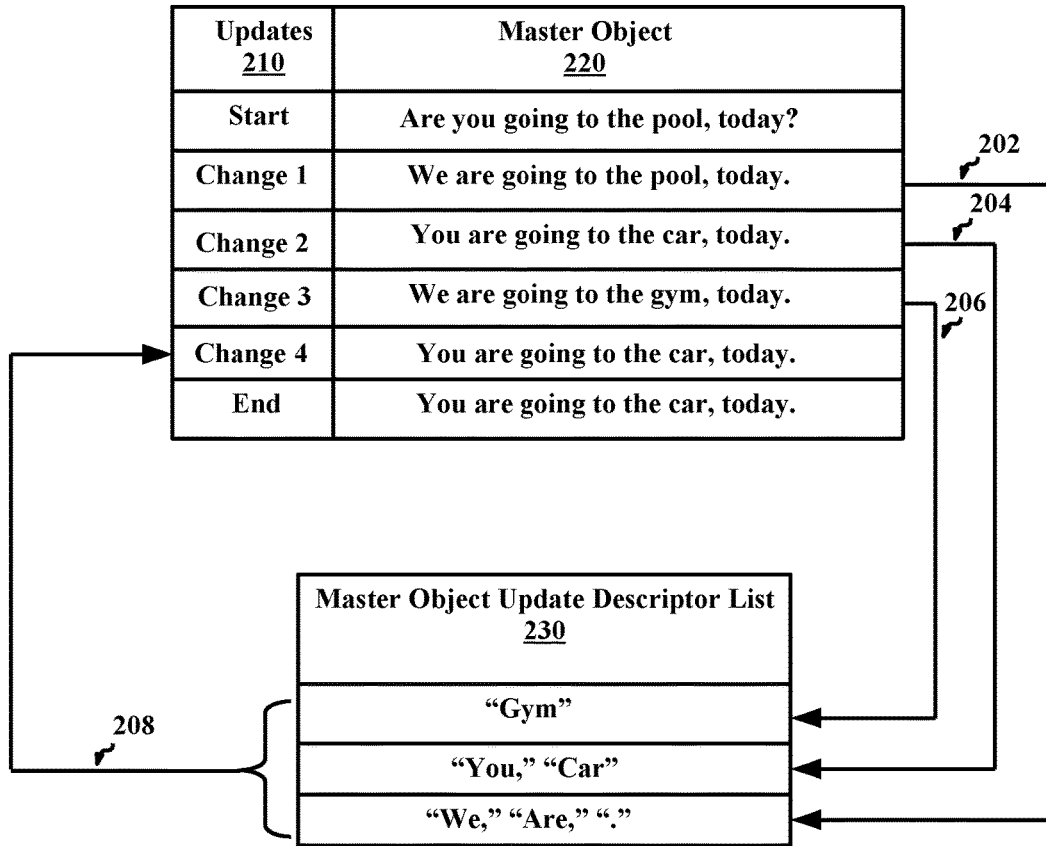 Updates Master Object
210 220
Start Are you going to the pool, today?
Change 1 We are going to the pool, today.
Change 2 You are going to the car, today.
Change 3 We are going to the gym, today.
Change 4 You are going to the car, today.
End You are going to the car, today.
202
204
206
Master Object Update Descriptor List
230
“Gym”
“You,” “Car”
“We,” “Are,” “.”
208